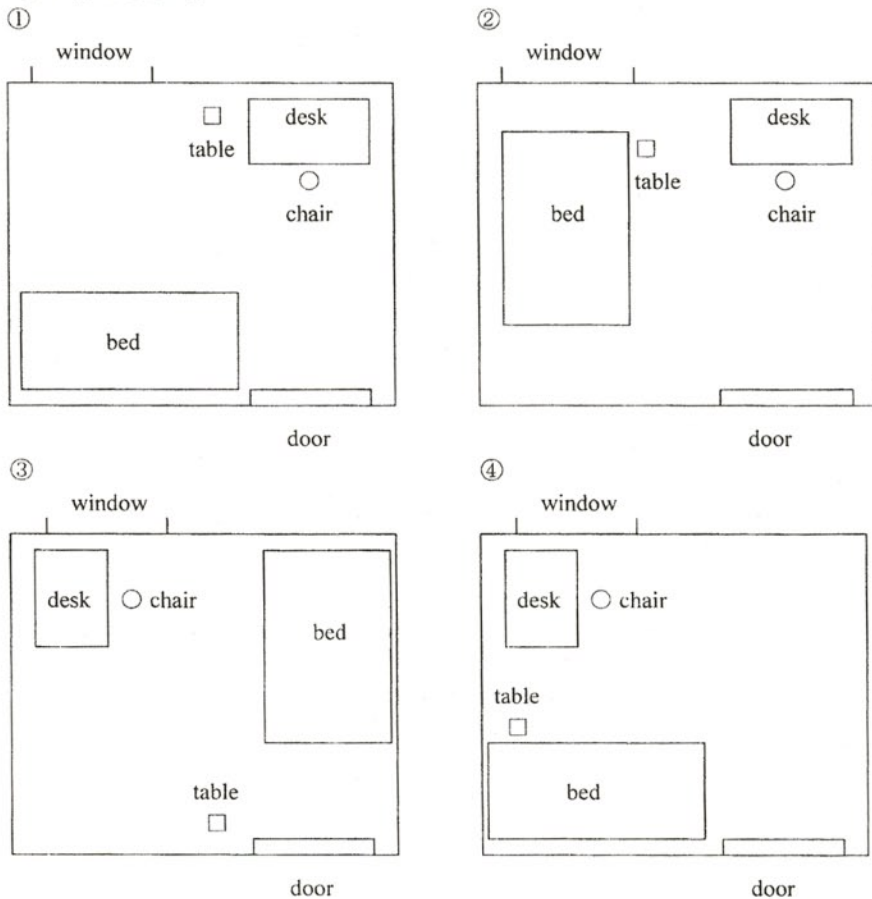 ①
window
desk
table
chair
bed
door
②
window
desk
table
bed
chair
door
③
window
desk
chair
bed
table
door
④
window
desk
chair
table
bed
door